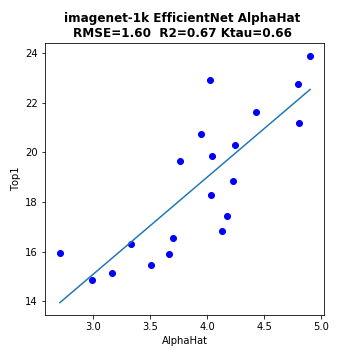 imagenet-1k EfficientNet AlphaHat
RMSE=1.60 R2=0.67 Ktau=0.66
24
22
20
18
16
14
Top1
3.0 3.5 4.0 4.5 5.0
AlphaHat